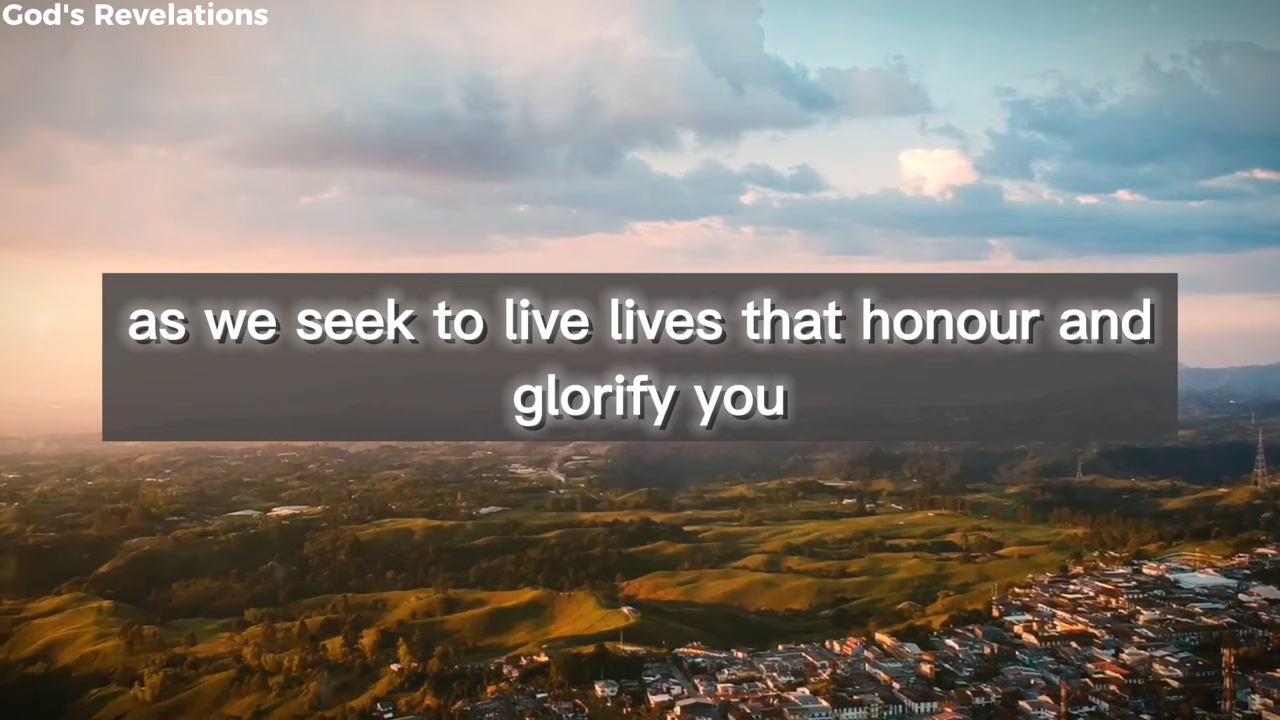 God's Revelations
as we seek to live lives that honour and
glorify you